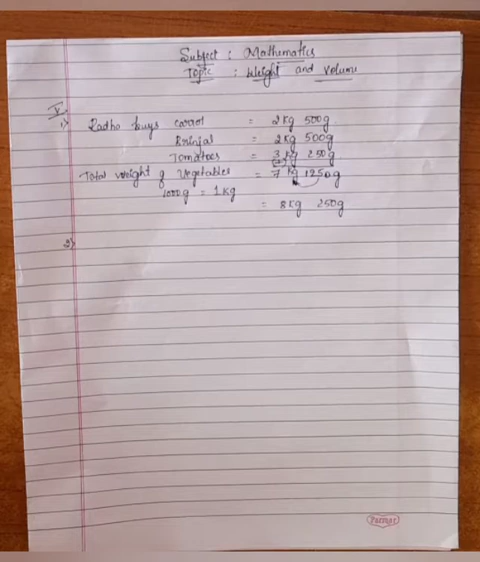 Subject : Mathematics
Topic : Weight and Volume
V
1) Radha buys carrot = 2 kg 500g
Brinjal = 2 kg 500g
Tomatoes = 3 kg 250g
Total weight of Vegetables = 7 kg 1250g
1000g = 1 kg
= 8 kg 250g
2)